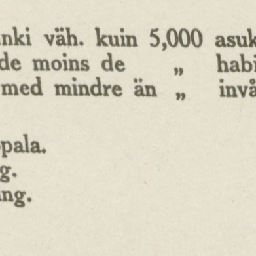 nki väh. kuin 5,000 asuk
de moins de „ habi
med mindre än „ invå
pala.
g.
ng.